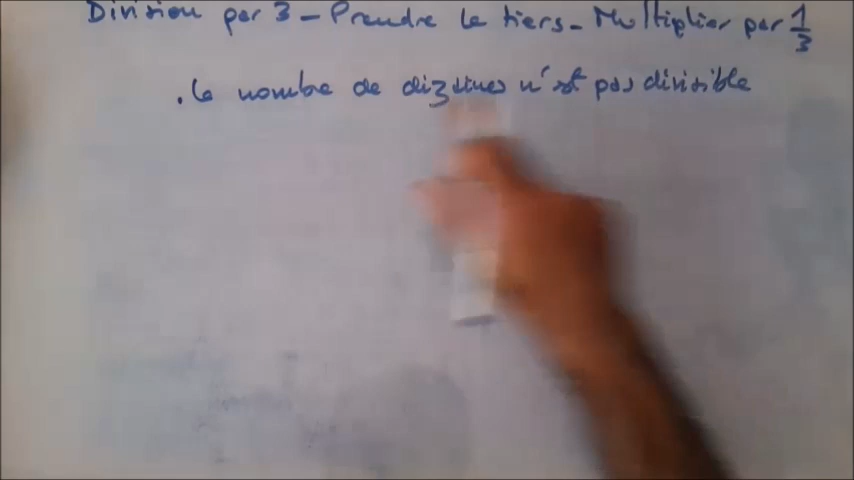 Division par 3 - Prendre le tiers - Multiplier par 1/3
. Le nombre de dizaines n'est pas divisible